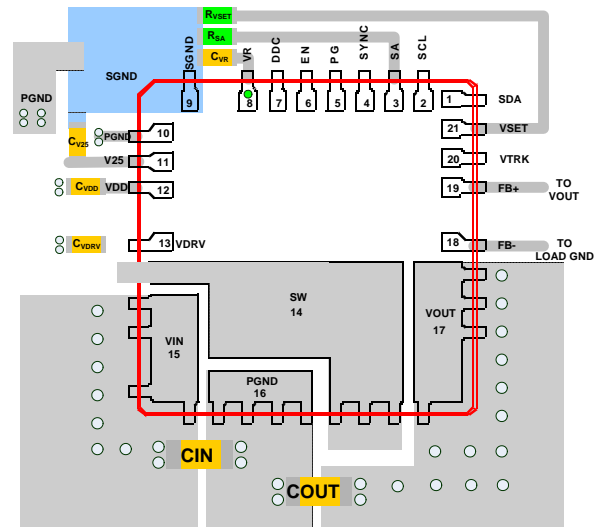 RVSET
RSA
CVR
SGND
VR
DDC
EN
PG
SYNC
SA
SCL
SGND
9
8
7
6
5
4
3
2
PGND
1
SDA
21
VSET
CV25
PGND
10
V25
11
20
VTRK
CVDD
VDD
12
19
FB+
TO
VOUT
CVDRV
13
VDRV
18
FB-
TO
LOAD GND
SW
14
VOUT
17
VIN
15
PGND
16
CIN
COUT